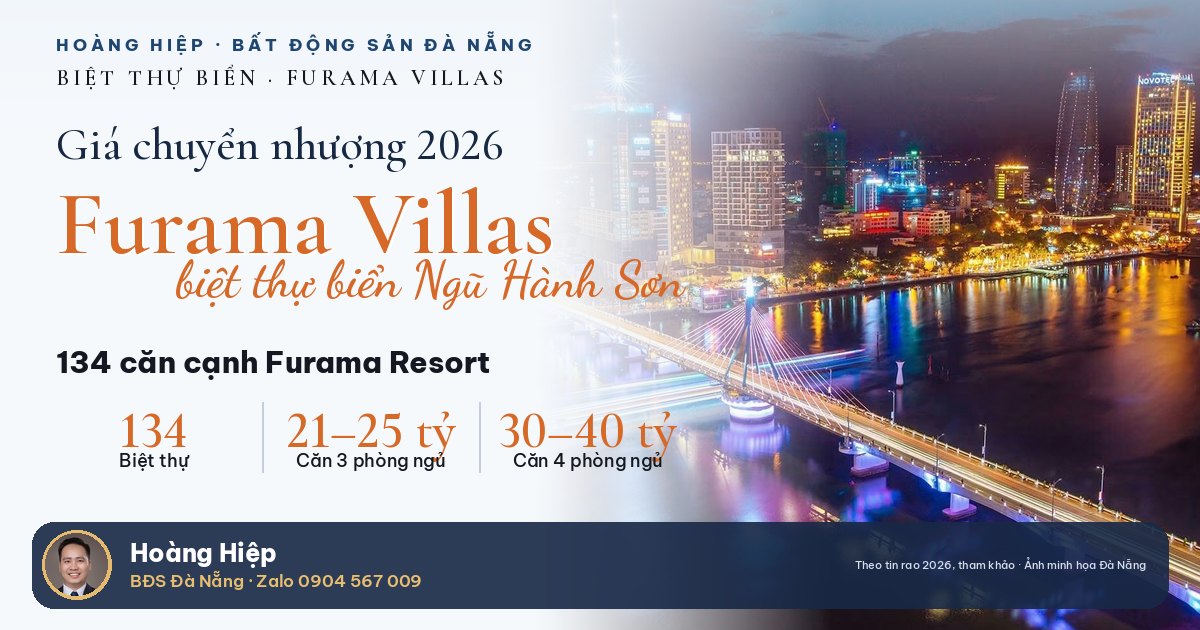 HOÀNG HIỆP · BẤT ĐỘNG SẢN ĐÀ NẴNG
BIỆT THỰ BIỂN · FURAMA VILLAS
Giá chuyển nhượng 2026
Furama Villas
biệt thự biển Ngũ Hành Sơn
134 căn cạnh Furama Resort
134
Biệt thự
21–25 tỷ
Căn 3 phòng ngủ
30–40 tỷ
Căn 4 phòng ngủ
NOVOTEL
Hoàng Hiệp
BĐS Đà Nẵng · Zalo 0904 567 009
Theo tin rao 2026, tham khảo · Ảnh minh họa Đà Nẵng